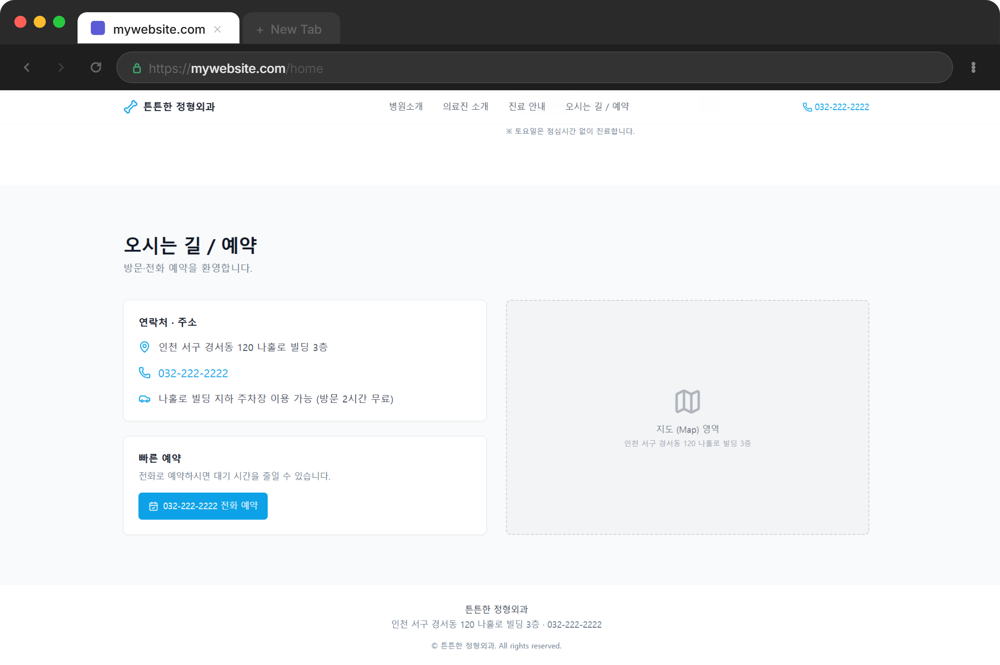 mywebsite.com
+ New Tab
https://mywebsite.com/home
튼튼한 정형외과
병원소개 의료진 소개 진료 안내 오시는 길 / 예약
032-222-2222
※ 토요일은 점심시간 없이 진료합니다.
오시는 길 / 예약
방문·전화 예약을 환영합니다.
연락처 · 주소
인천 서구 경서동 120 나홀로 빌딩 3층
032-222-2222
나홀로 빌딩 지하 주차장 이용 가능 (방문 2시간 무료)
빠른 예약
전화로 예약하시면 대기 시간을 줄일 수 있습니다.
032-222-2222 전화 예약
지도 (Map) 영역
인천 서구 경서동 120 나홀로 빌딩 3층
튼튼한 정형외과
인천 서구 경서동 120 나홀로 빌딩 3층 · 032-222-2222
© 튼튼한 정형외과. All rights reserved.